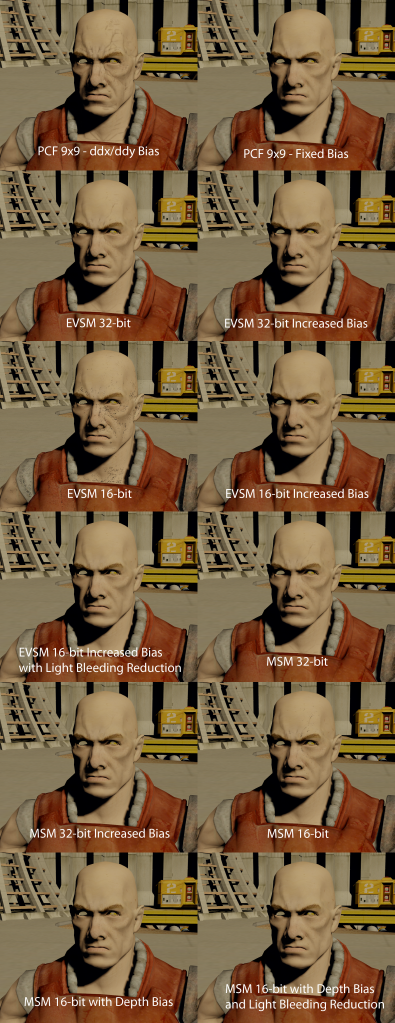 PCF 9x9 - ddx/ddy Bias
PCF 9x9 - Fixed Bias
EVSM 32-bit
EVSM 32-bit Increased Bias
EVSM 16-bit
EVSM 16-bit Increased Bias
EVSM 16-bit Increased Bias
with Light Bleeding Reduction
MSM 32-bit
MSM 32-bit Increased Bias
MSM 16-bit
MSM 16-bit with Depth Bias
MSM 16-bit with Depth Bias
and Light Bleeding Reduction